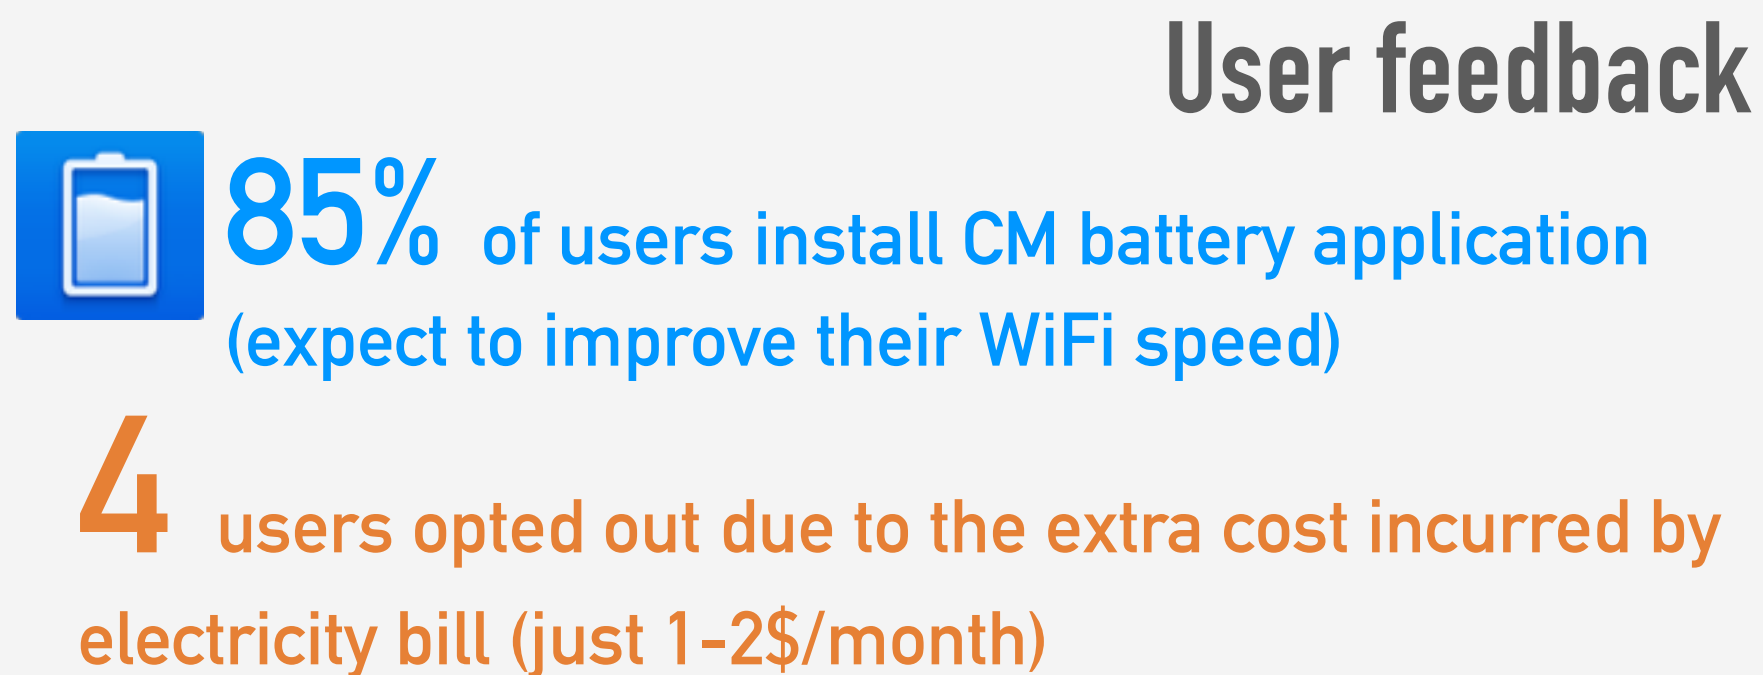 User feedback
85% of users install CM battery application
(expect to improve their WiFi speed)
4 users opted out due to the extra cost incurred by
electricity bill (just 1-2$/month)